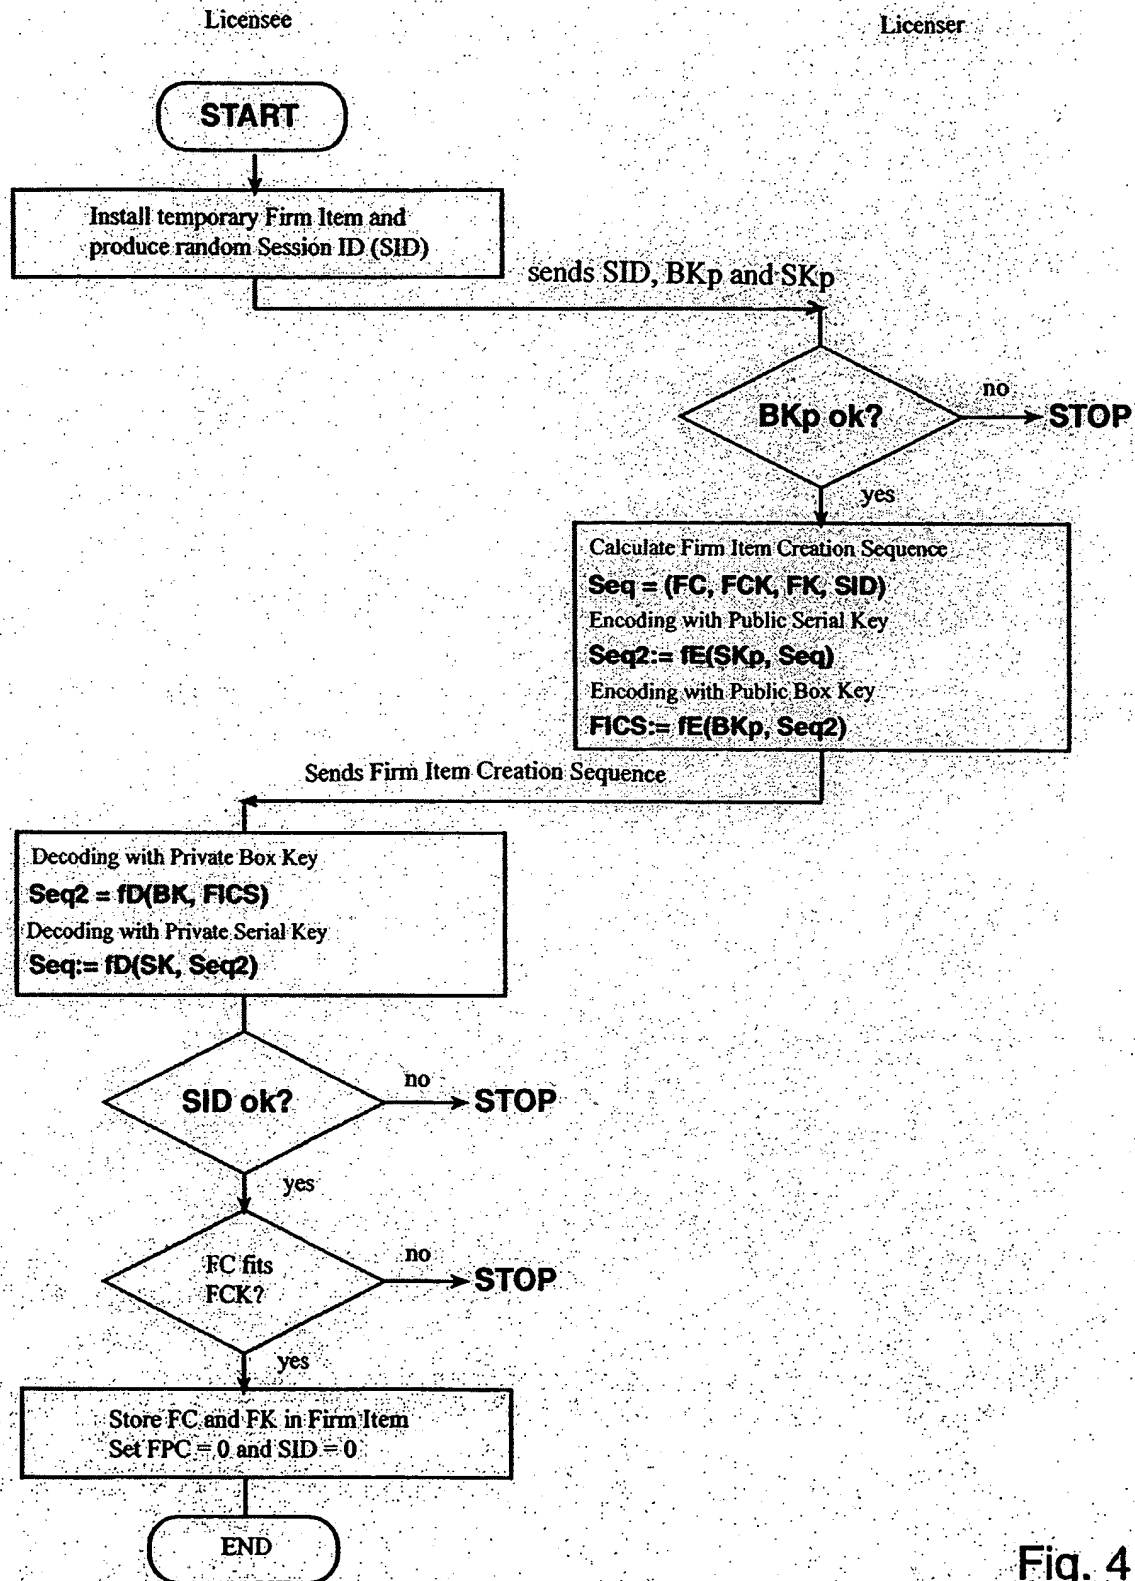 Licensee
Licenser
START
Install temporary Firm Item and
produce random Session ID (SID)
sends SID, BKp and SKp
BKp ok?
no
STOP
yes
Calculate Firm Item Creation Sequence
Seq = (FC, FCK, FK, SID)
Encoding with Public Serial Key
Seq2:= fE(SKp, Seq)
Encoding with Public Box Key
FICS:= fE(BKp, Seq2)
Sends Firm Item Creation Sequence
Decoding with Private Box Key
Seq2 = fD(BK, FICS)
Decoding with Private Serial Key
Seq:= fD(SK, Seq2)
SID ok?
no
STOP
yes
FC fits
FCK?
no
STOP
yes
Store FC and FK in Firm Item
Set FPC = 0 and SID = 0
END
Fig. 4